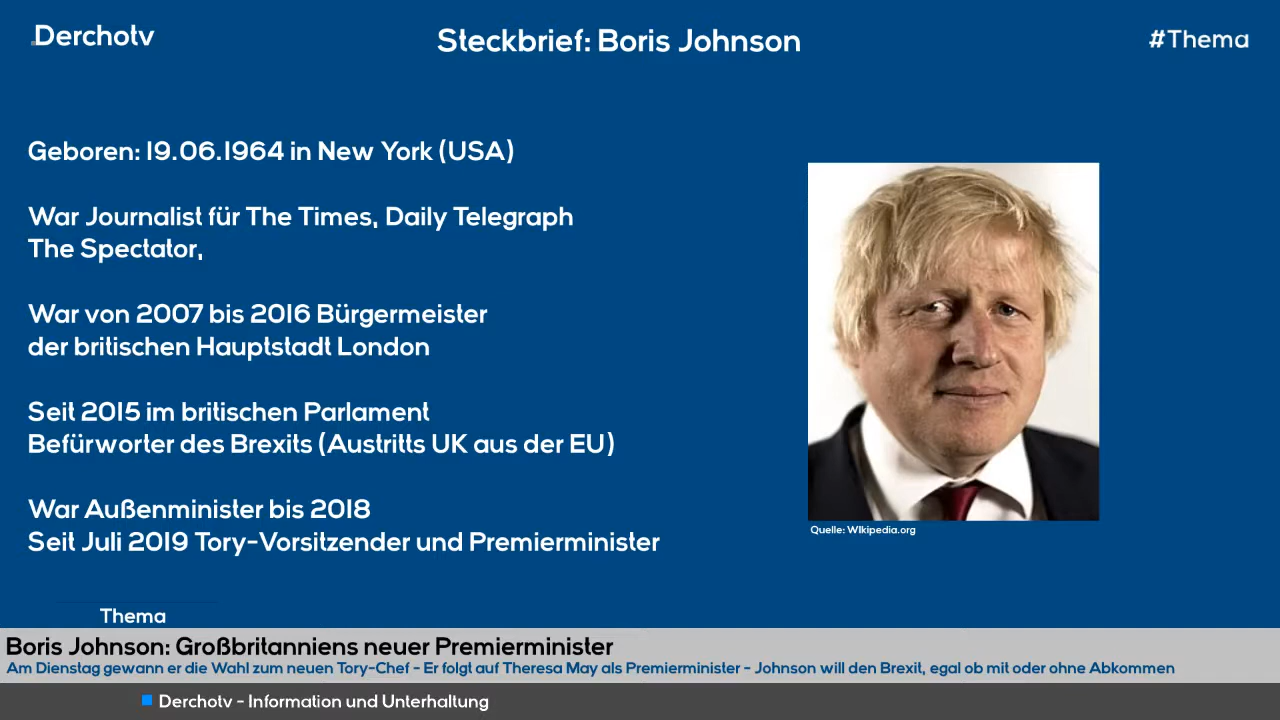 .Derchotv
Steckbrief: Boris Johnson
#Thema
Geboren: 19.06.1964 in New York (USA)
War Journalist für The Times, Daily Telegraph
The Spectator,
War von 2007 bis 2016 Bürgermeister
der britischen Hauptstadt London
Seit 2015 im britischen Parlament
Befürworter des Brexits (Austritts UK aus der EU)
War Außenminister bis 2018
Seit Juli 2019 Tory-Vorsitzender und Premierminister
Quelle: WIkipedia.org
Thema
Boris Johnson: Großbritanniens neuer Premierminister
Am Dienstag gewann er die Wahl zum neuen Tory-Chef - Er folgt auf Theresa May als Premierminister - Johnson will den Brexit, egal ob mit oder ohne Abkommen
Derchotv - Information und Unterhaltung